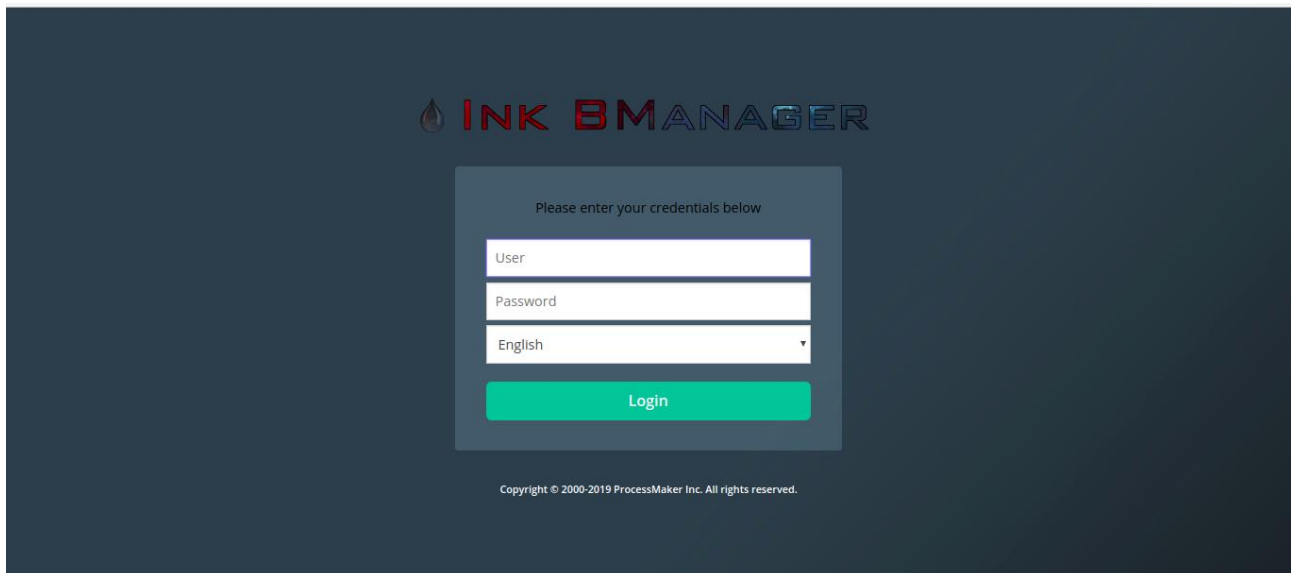 INK BMANAGER
Please enter your credentials below
User
Password
English
Login
Copyright © 2000-2019 ProcessMaker Inc. All rights reserved.